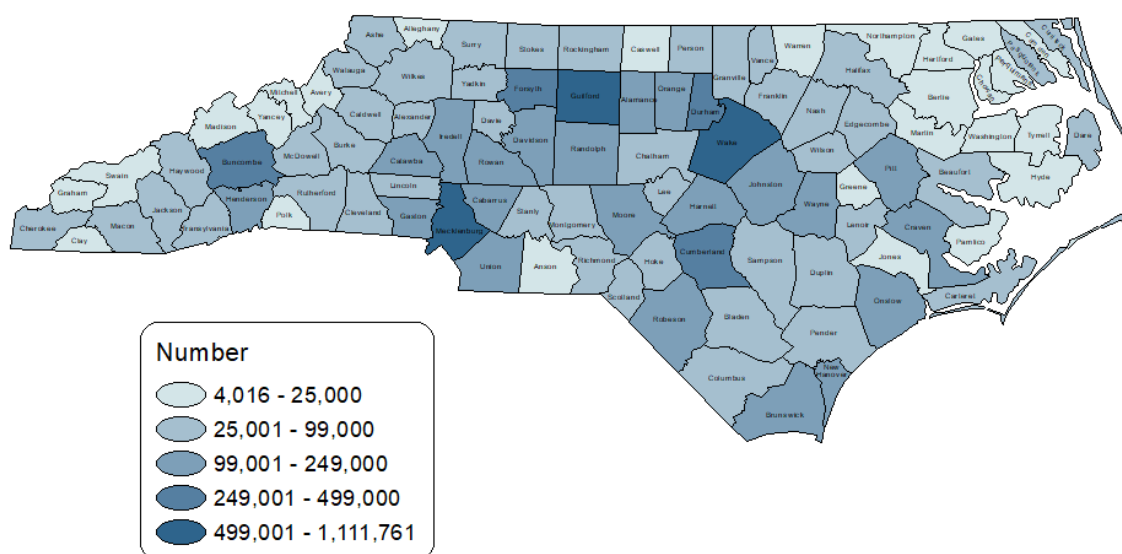 Alleghany
Ashe
Surry
Stokes
Rockingham
Caswell
Person
Warren
Northampton
Gates
Hertford
Vance
Granville
Halifax
Watauga
Wilkes
Yadkin
Forsyth
Guilford
Alamance
Orange
Durham
Franklin
Nash
Bertie
Mitchell
Avery
Yancey
Madison
Caldwell
Alexander
Davie
Iredell
Davidson
Randolph
Chatham
Wake
Edgecombe
Wilson
Martin
Washington
Tyrrell
Dare
Buncombe
McDowell
Burke
Catawba
Rowan
Haywood
Swain
Graham
Johnston
Greene
Pitt
Beaufort
Hyde
Jackson
Henderson
Rutherford
Lincoln
Cleveland
Gaston
Polk
Cabarrus
Stanly
Montgomery
Moore
Lee
Harnett
Wayne
Lenoir
Craven
Pamlico
Cherokee
Clay
Macon
Transylvania
Mecklenburg
Union
Anson
Richmond
Hoke
Cumberland
Sampson
Duplin
Jones
Carteret
Onslow
Scotland
Robeson
Bladen
Pender
Columbus
New
Hanover
Brunswick
Number
4,016 - 25,000
25,001 - 99,000
99,001 - 249,000
249,001 - 499,000
499,001 - 1,111,761